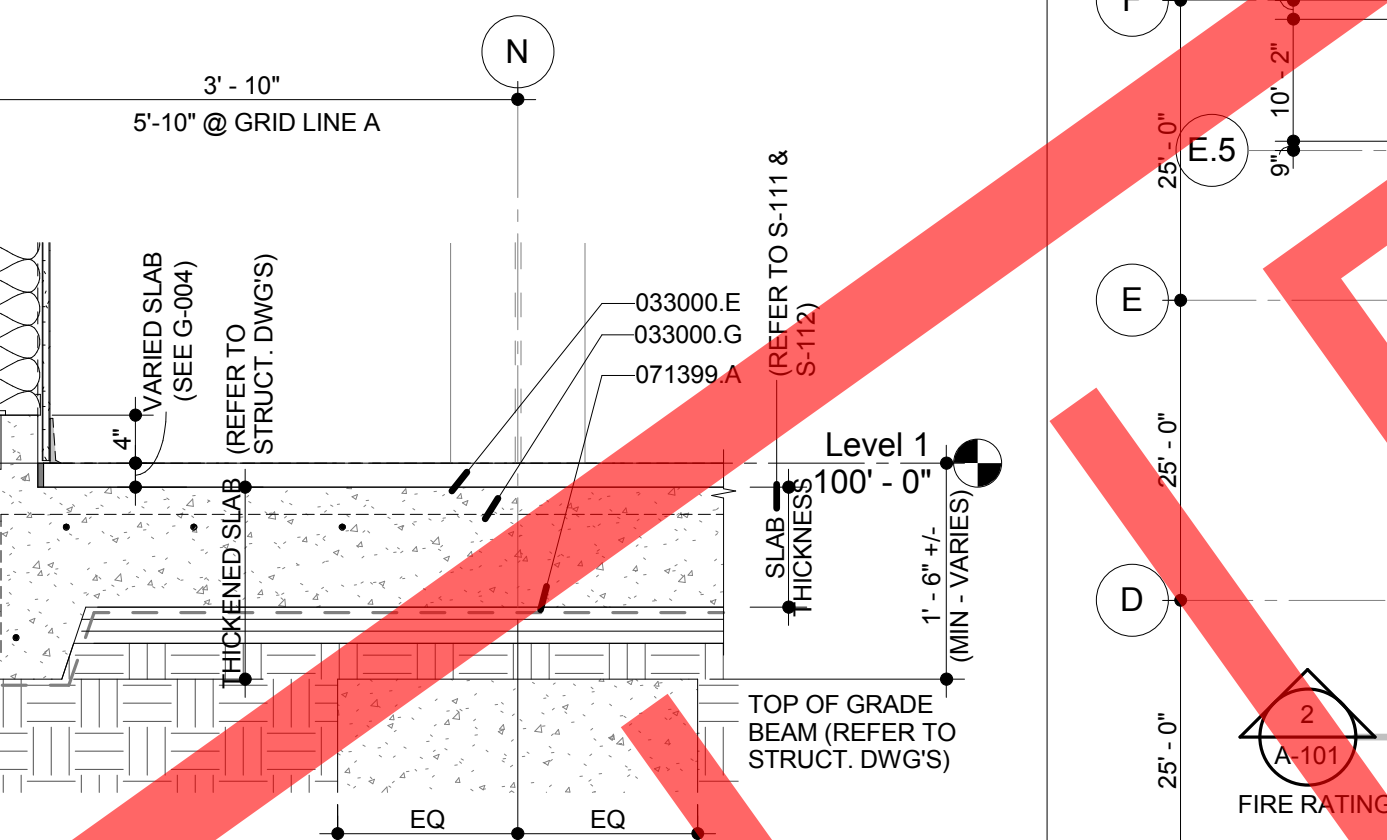 N
3' - 10"
5'-10" @ GRID LINE A
VARIED SLAB
(SEE G-004)
4"
(REFER TO
STRUCT. DWG'S)
THICKENED SLAB
033000.E
033000.G
071399.A
(REFER TO S-111 &
S-112)
SLAB
THICKNESS
Level 1
100' - 0"
1' - 6" +/-
(MIN - VARIES)
TOP OF GRADE
BEAM (REFER TO
STRUCT. DWG'S)
EQ
EQ
10' - 2"
25' - 0"
E.5
9"
E
25' - 0"
D
25' - 0"
2
A-101
FIRE RATING